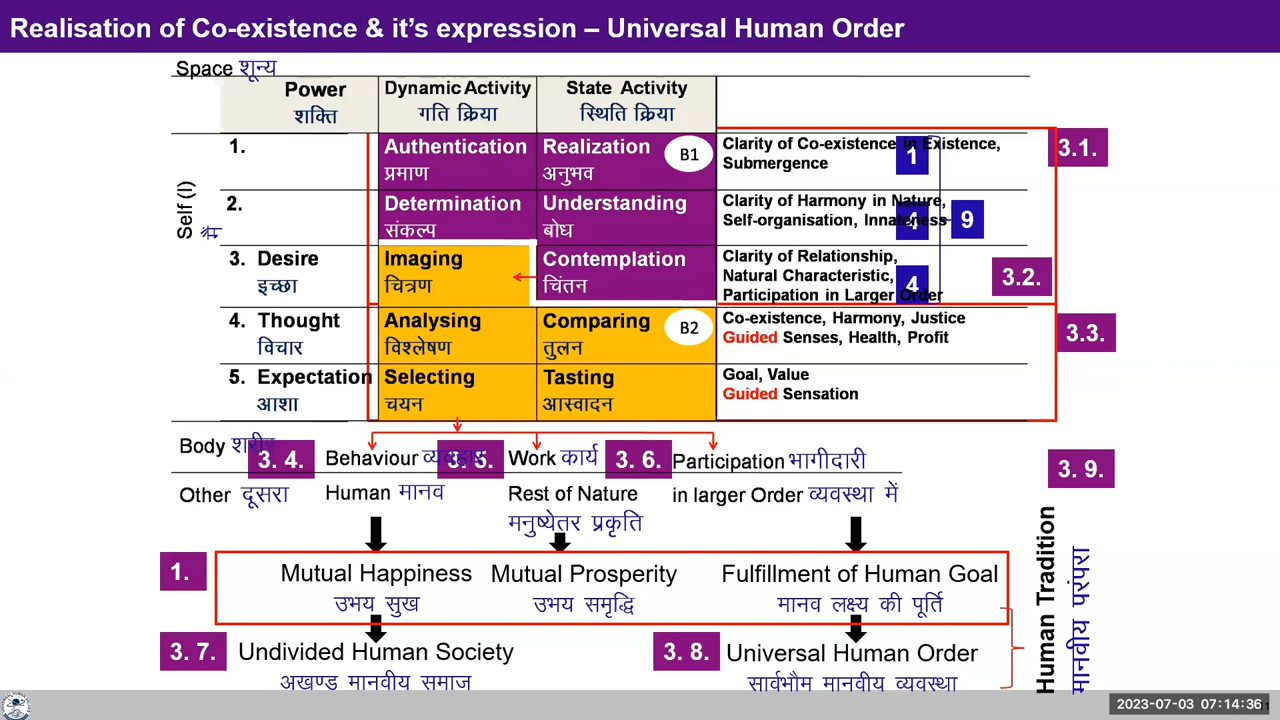 Realisation of Co-existence & it's expression – Universal Human Order
Space शून्य
Power
शक्ति
Dynamic Activity
गति क्रिया
State Activity
स्थिति क्रिया
Self (I)
मैं
1.
Authentication
प्रमाण
Realization
अनुभव
B1
Clarity of Co-existence in Existence,
Submergence
1
3.1.
2.
Determination
संकल्प
Understanding
बोध
Clarity of Harmony in Nature,
Self-organisation, Innateness
4
9
3. Desire
इच्छा
Imaging
चित्रण
Contemplation
चिंतन
Clarity of Relationship,
Natural Characteristic,
Participation in Larger Order
4
3.2.
4. Thought
विचार
Analysing
विश्लेषण
Comparing
तुलन
B2
Co-existence, Harmony, Justice
Guided Senses, Health, Profit
3.3.
5. Expectation
आशा
Selecting
चयन
Tasting
आस्वादन
Goal, Value
Guided Sensation
Body शरीर
3. 4.
Behaviour व्यवहार
3. 5.
Work कार्य
3. 6.
Participation भागीदारी
3. 9.
Other दूसरा
Human मानव
Rest of Nature
मनुष्येतर प्रकृति
in larger Order व्यवस्था में
1.
Mutual Happiness
उभय सुख
Mutual Prosperity
उभय समृद्धि
Fulfillment of Human Goal
मानव लक्ष्य की पूर्ति
3. 7.
Undivided Human Society
अखण्ड मानवीय समाज
3. 8.
Universal Human Order
सार्वभौम मानवीय व्यवस्था
Human Tradition
मानवीय परंपरा
2023-07-03 07:14:36